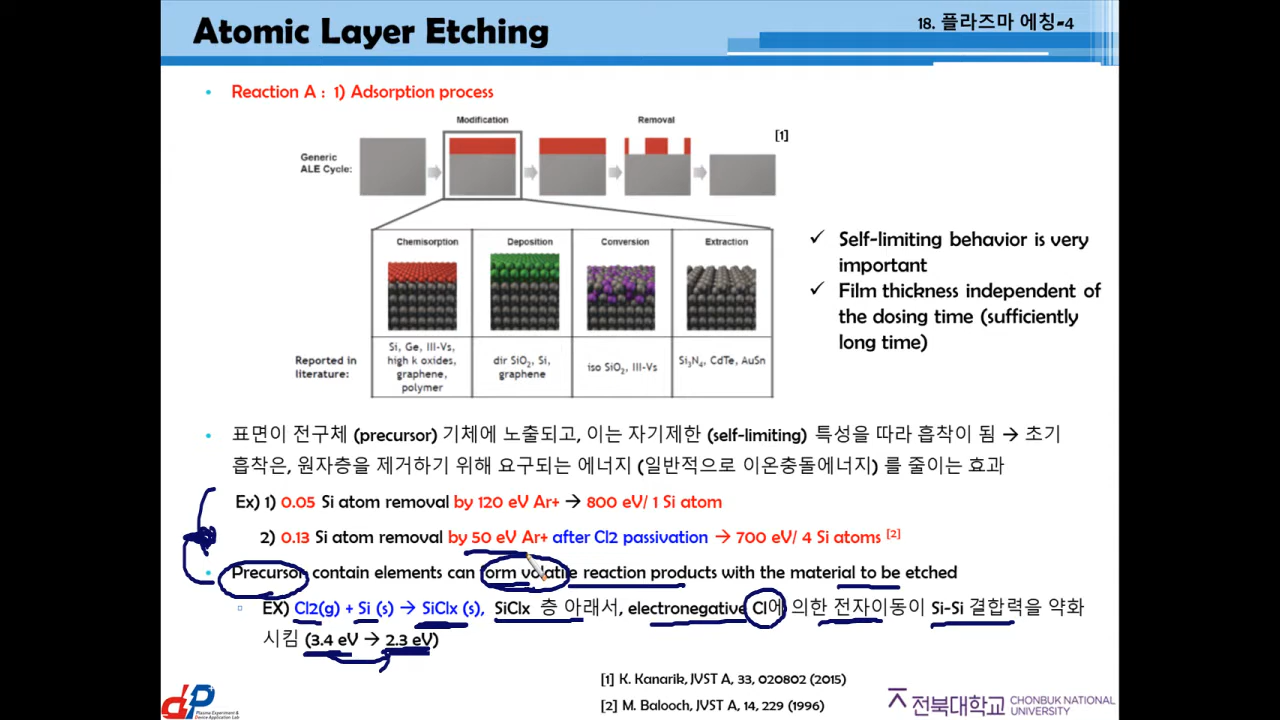 Atomic Layer Etching
18. 플라즈마 에칭-4
• Reaction A : 1) Adsorption process
Modification
Removal
[1]
Generic
ALE Cycle:
Chemisorption
Deposition
Conversion
Extraction
Reported in
literature:
Si, Ge, III-Vs,
high k oxides,
graphene,
polymer
dir SiO2, Si,
graphene
iso SiO2, III-Vs
Si3N4, CdTe, AuSn
✓ Self-limiting behavior is very
important
✓ Film thickness independent of
the dosing time (sufficiently
long time)
• 표면이 전구체 (precursor) 기체에 노출되고, 이는 자기제한 (self-limiting) 특성을 따라 흡착이 됨 → 초기
흡착은, 원자층을 제거하기 위해 요구되는 에너지 (일반적으로 이온충돌에너지) 를 줄이는 효과
Ex) 1) 0.05 Si atom removal by 120 eV Ar+ → 800 eV/ 1 Si atom
2) 0.13 Si atom removal by 50 eV Ar+ after Cl2 passivation → 700 eV/ 4 Si atoms [2]
• Precursor contain elements can form volatile reaction products with the material to be etched
EX) Cl2(g) + Si (s) → SiClx (s), SiClx 층 아래서, electronegative Cl에 의한 전자이동이 Si-Si 결합력을 약화
시킴 (3.4 eV → 2.3 eV)
[1] K. Kanarik, JVST A, 33, 020802 (2015)
[2] M. Balooch, JVST A, 14, 229 (1996)
dP Plasma Experiment &
Device Application Lab
전북대학교 CHONBUK NATIONAL
UNIVERSITY